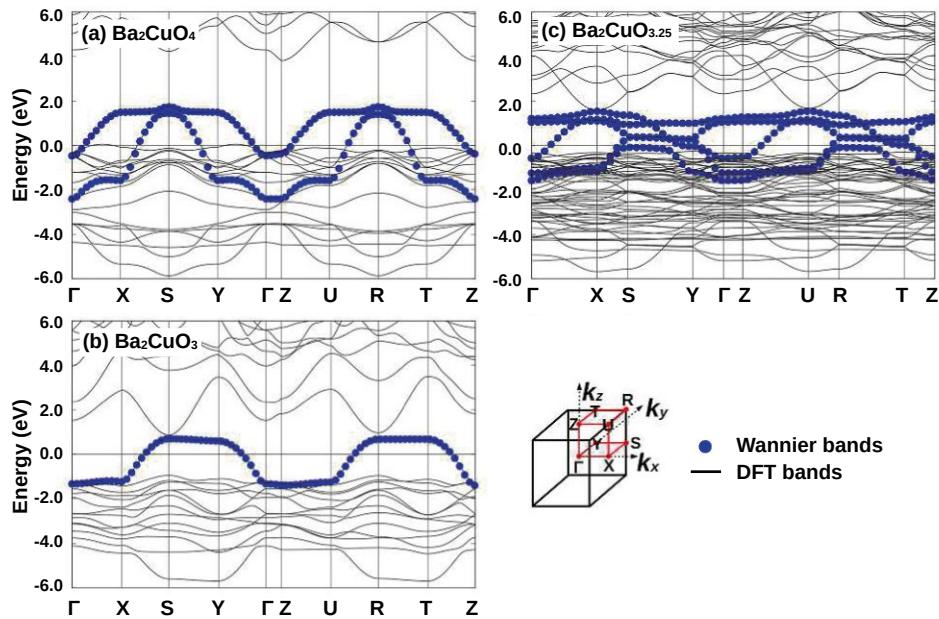 (a) Ba₂CuO₄
Energy (eV)
6.0
4.0
2.0
0.0
-2.0
-4.0
-6.0
Γ X S Y Γ Z U R T Z
(c) Ba₂CuO₃.₂₅
6.0
4.0
2.0
0.0
-2.0
-4.0
-6.0
Γ X S Y Γ Z U R T Z
(b) Ba₂CuO₃
Energy (eV)
6.0
4.0
2.0
0.0
-2.0
-4.0
-6.0
Γ X S Y Γ Z U R T Z
kz
R
T
ky
Z U
Y S
Γ X kx
Wannier bands
DFT bands